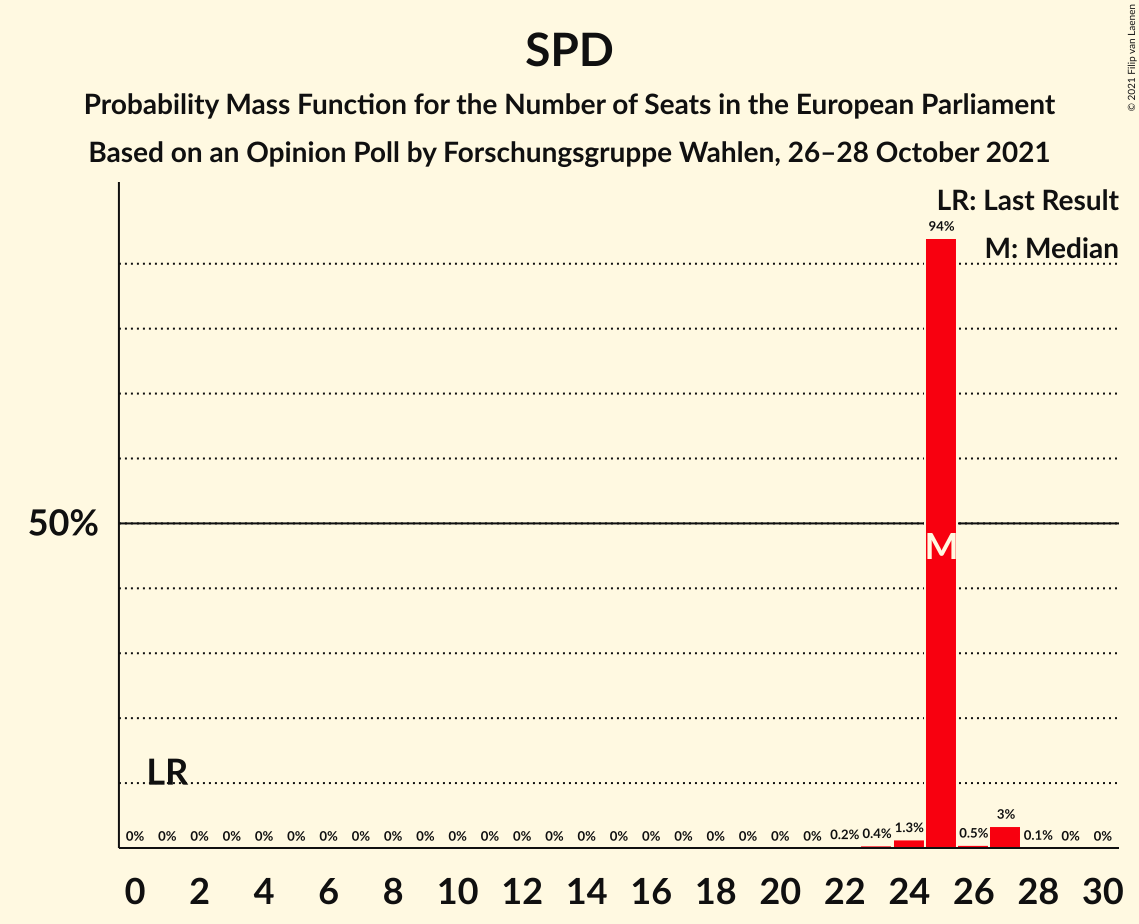 SPD
Probability Mass Function for the Number of Seats in the European Parliament
Based on an Opinion Poll by Forschungsgruppe Wahlen, 26–28 October 2021
© 2021 Filip van Laenen
LR: Last Result
M: Median
94%
50%
M
LR
0% 0% 0% 0% 0% 0% 0% 0% 0% 0% 0% 0% 0% 0% 0% 0% 0% 0% 0% 0% 0% 0% 0.2% 0.4% 1.3% 0.5% 3% 0.1% 0% 0%
0 2 4 6 8 10 12 14 16 18 20 22 24 26 28 30